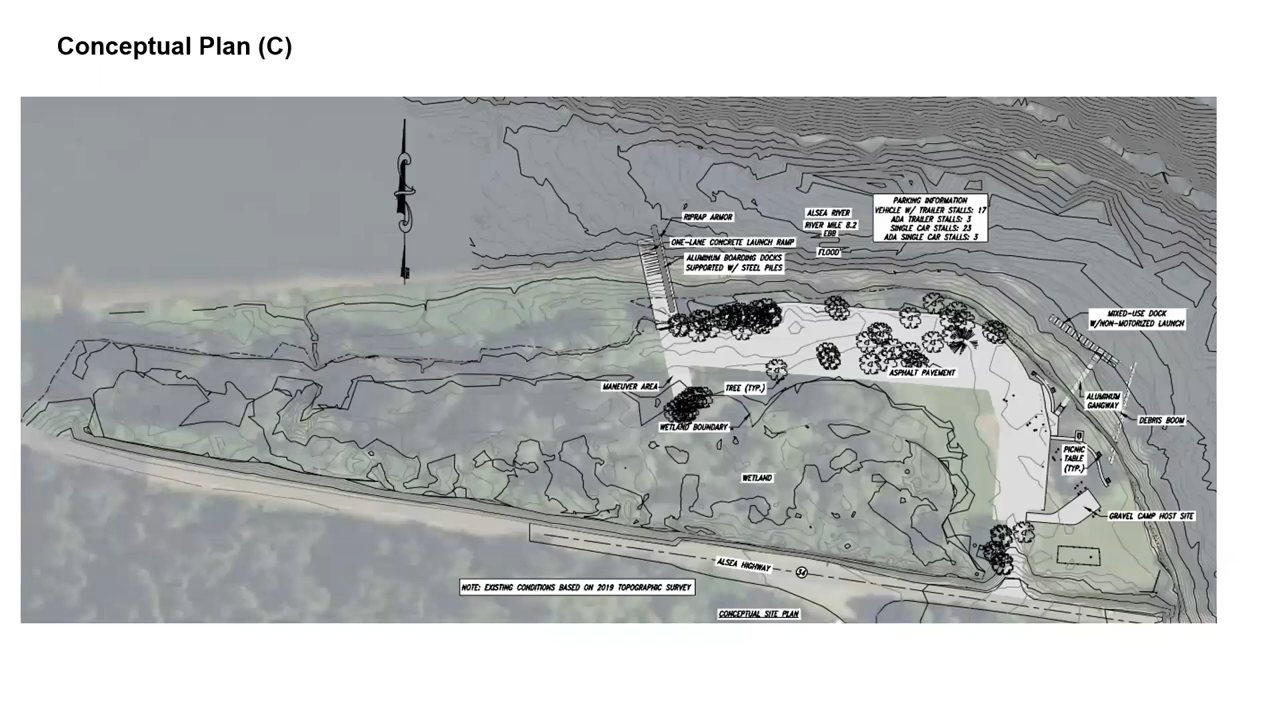 Conceptual Plan (C)
PARKING INFORMATION
VEHICLE W/ TRAILER STALLS: 17
ADA TRAILER STALLS: 3
SINGLE CAR STALLS: 23
ADA SINGLE CAR STALLS: 3
RIPRAP ARMOR
ALSEA RIVER
RIVER MILE 8.2
EBB
FLOOD
ONE-LANE CONCRETE LAUNCH RAMP
ALUMINUM BOARDING DOCKS
SUPPORTED W/ STEEL PILES
MIXED-USE DOCK
W/NON-MOTORIZED LAUNCH
ASPHALT PAVEMENT
MANEUVER AREA
TREE (TYP.)
ALUMINUM
GANGWAY
DEBRIS BOOM
WETLAND BOUNDARY
PICNIC
TABLE
(TYP.)
WETLAND
GRAVEL CAMP HOST SITE
ALSEA HIGHWAY
34
NOTE: EXISTING CONDITIONS BASED ON 2019 TOPOGRAPHIC SURVEY
CONCEPTUAL SITE PLAN